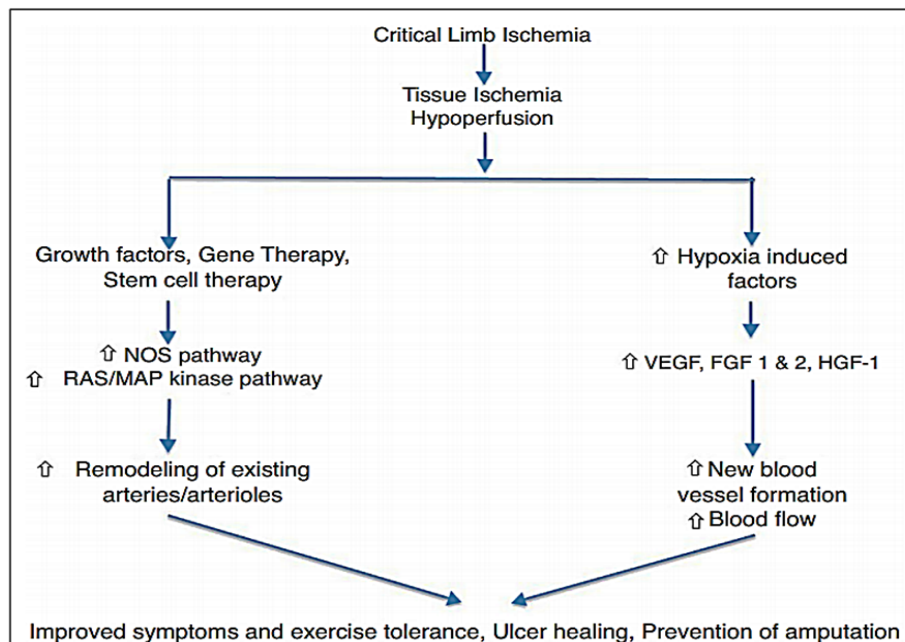 Critical Limb Ischemia
Tissue Ischemia
Hypoperfusion
Growth factors, Gene Therapy,
Stem cell therapy
⇧ NOS pathway
⇧ RAS/MAP kinase pathway
⇧ Remodeling of existing
arteries/arterioles
⇧ Hypoxia induced
factors
⇧ VEGF, FGF 1 & 2, HGF-1
⇧ New blood
vessel formation
⇧ Blood flow
Improved symptoms and exercise tolerance, Ulcer healing, Prevention of amputation